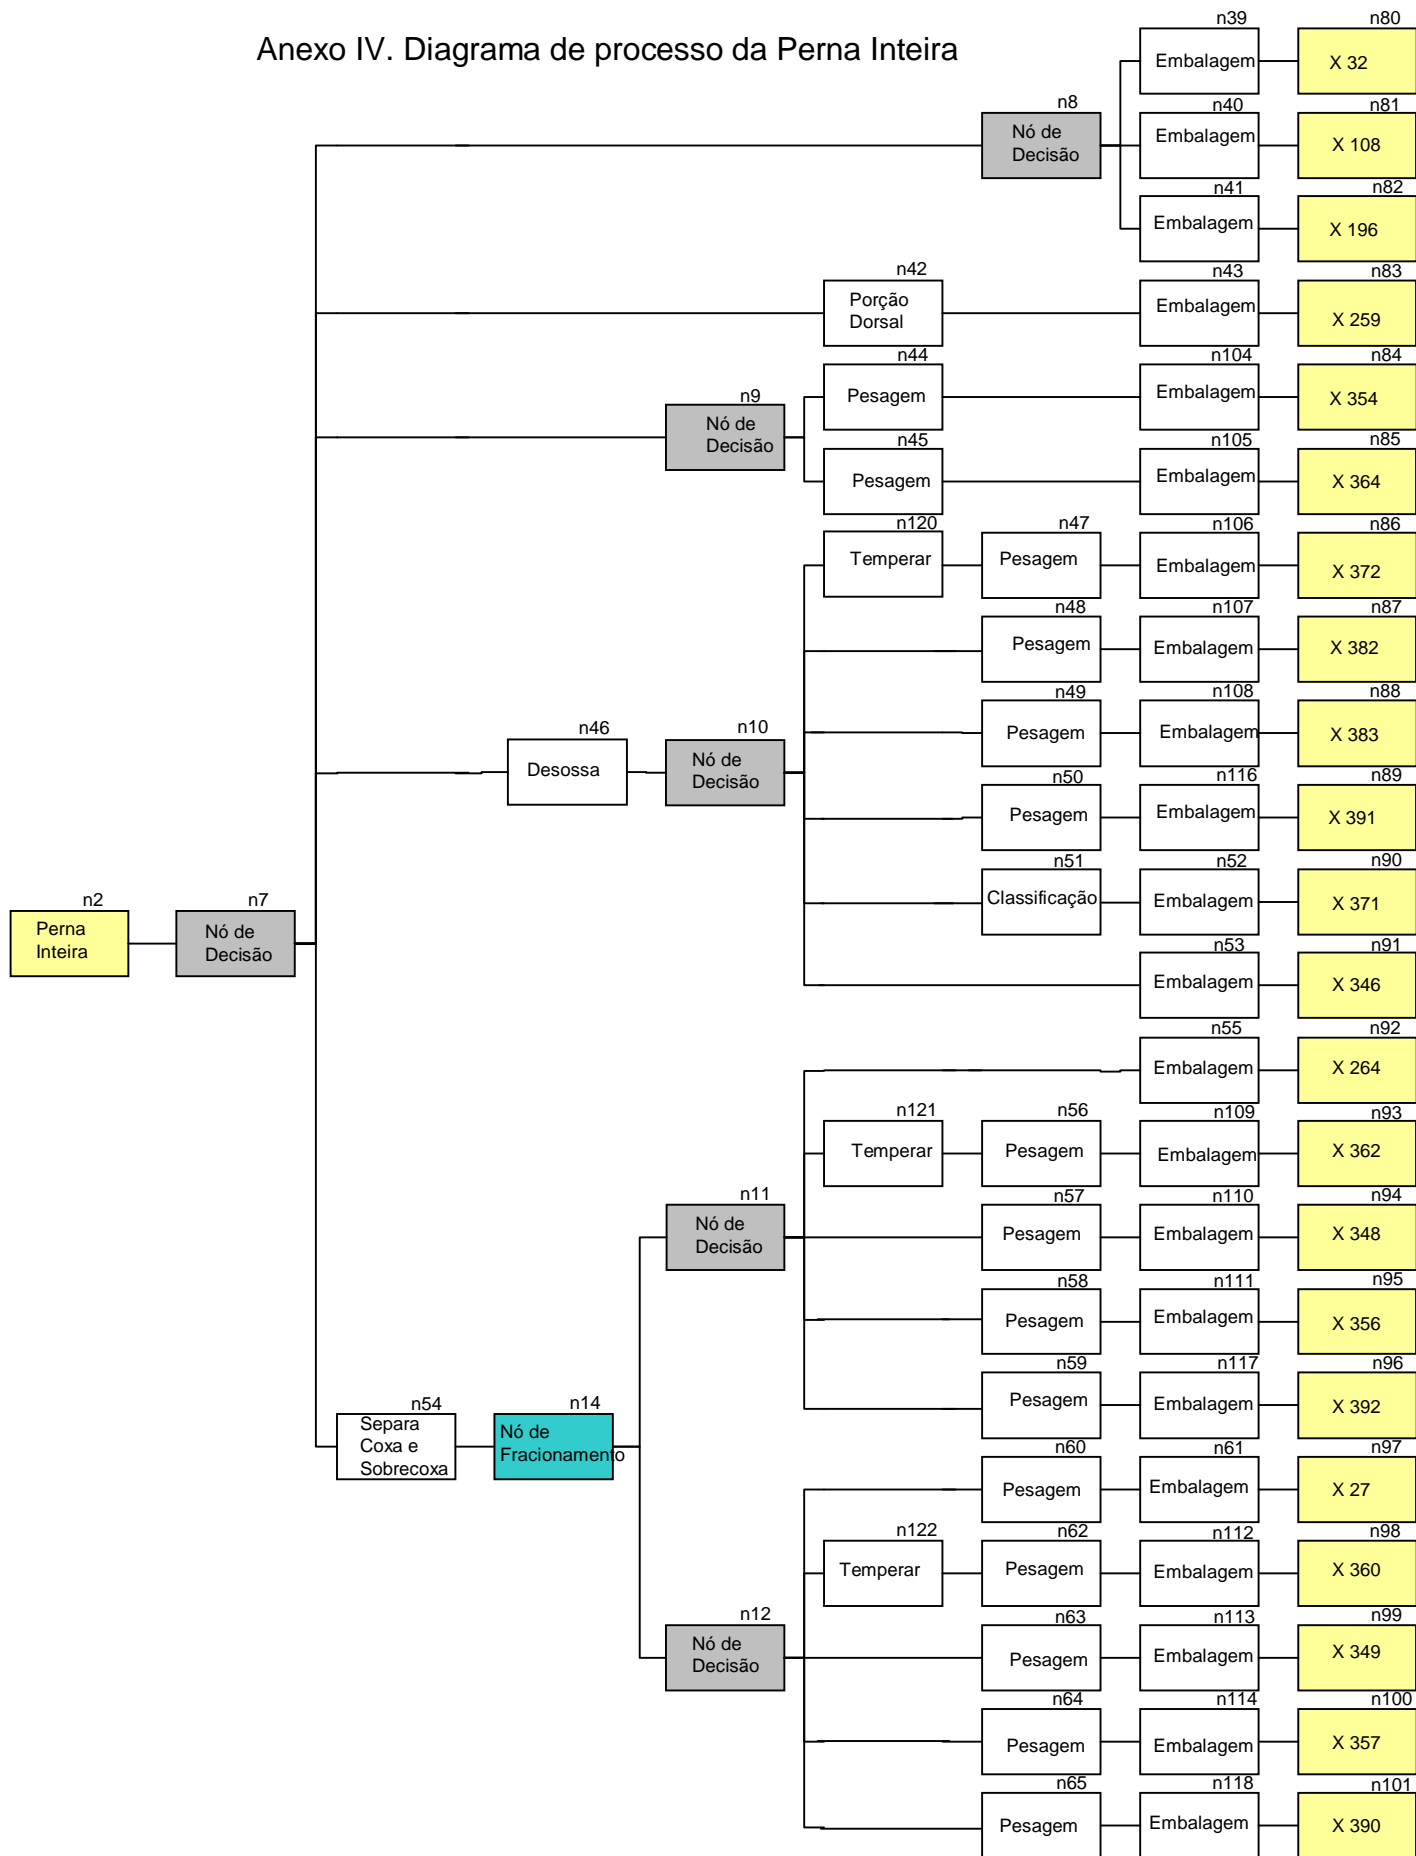 Anexo IV. Diagrama de processo da Perna Inteira
n39 n80
Embalagem X 32
n8 n40 n81
Nó de
Decisão
Embalagem X 108
n41 n82
Embalagem X 196
n42 n43 n83
Porção
Dorsal
Embalagem X 259
n44 n104 n84
Pesagem Embalagem X 354
n9
Nó de
Decisão
n45 n105 n85
Pesagem Embalagem X 364
n120 n47 n106 n86
Temperar Pesagem Embalagem X 372
n48 n107 n87
Pesagem Embalagem X 382
n49 n108 n88
Pesagem Embalagem X 383
n46 n10
Desossa
Nó de
Decisão
n50 n116 n89
Pesagem Embalagem X 391
n51 n52 n90
Classificação Embalagem X 371
n2 n7
Perna
Inteira
Nó de
Decisão
n53 n91
Embalagem X 346
n55 n92
Embalagem X 264
n121 n56 n109 n93
Temperar Pesagem Embalagem X 362
n11 n57 n110 n94
Nó de
Decisão
Pesagem Embalagem X 348
n58 n111 n95
Pesagem Embalagem X 356
n59 n117 n96
Pesagem Embalagem X 392
n54 n14
Separa
Coxa e
Sobrecoxa
Nó de
Fracionamento
n60 n61 n97
Pesagem Embalagem X 27
n122 n62 n112 n98
Temperar Pesagem Embalagem X 360
n12 n63 n113 n99
Nó de
Decisão
Pesagem Embalagem X 349
n64 n114 n100
Pesagem Embalagem X 357
n65 n118 n101
Pesagem Embalagem X 390